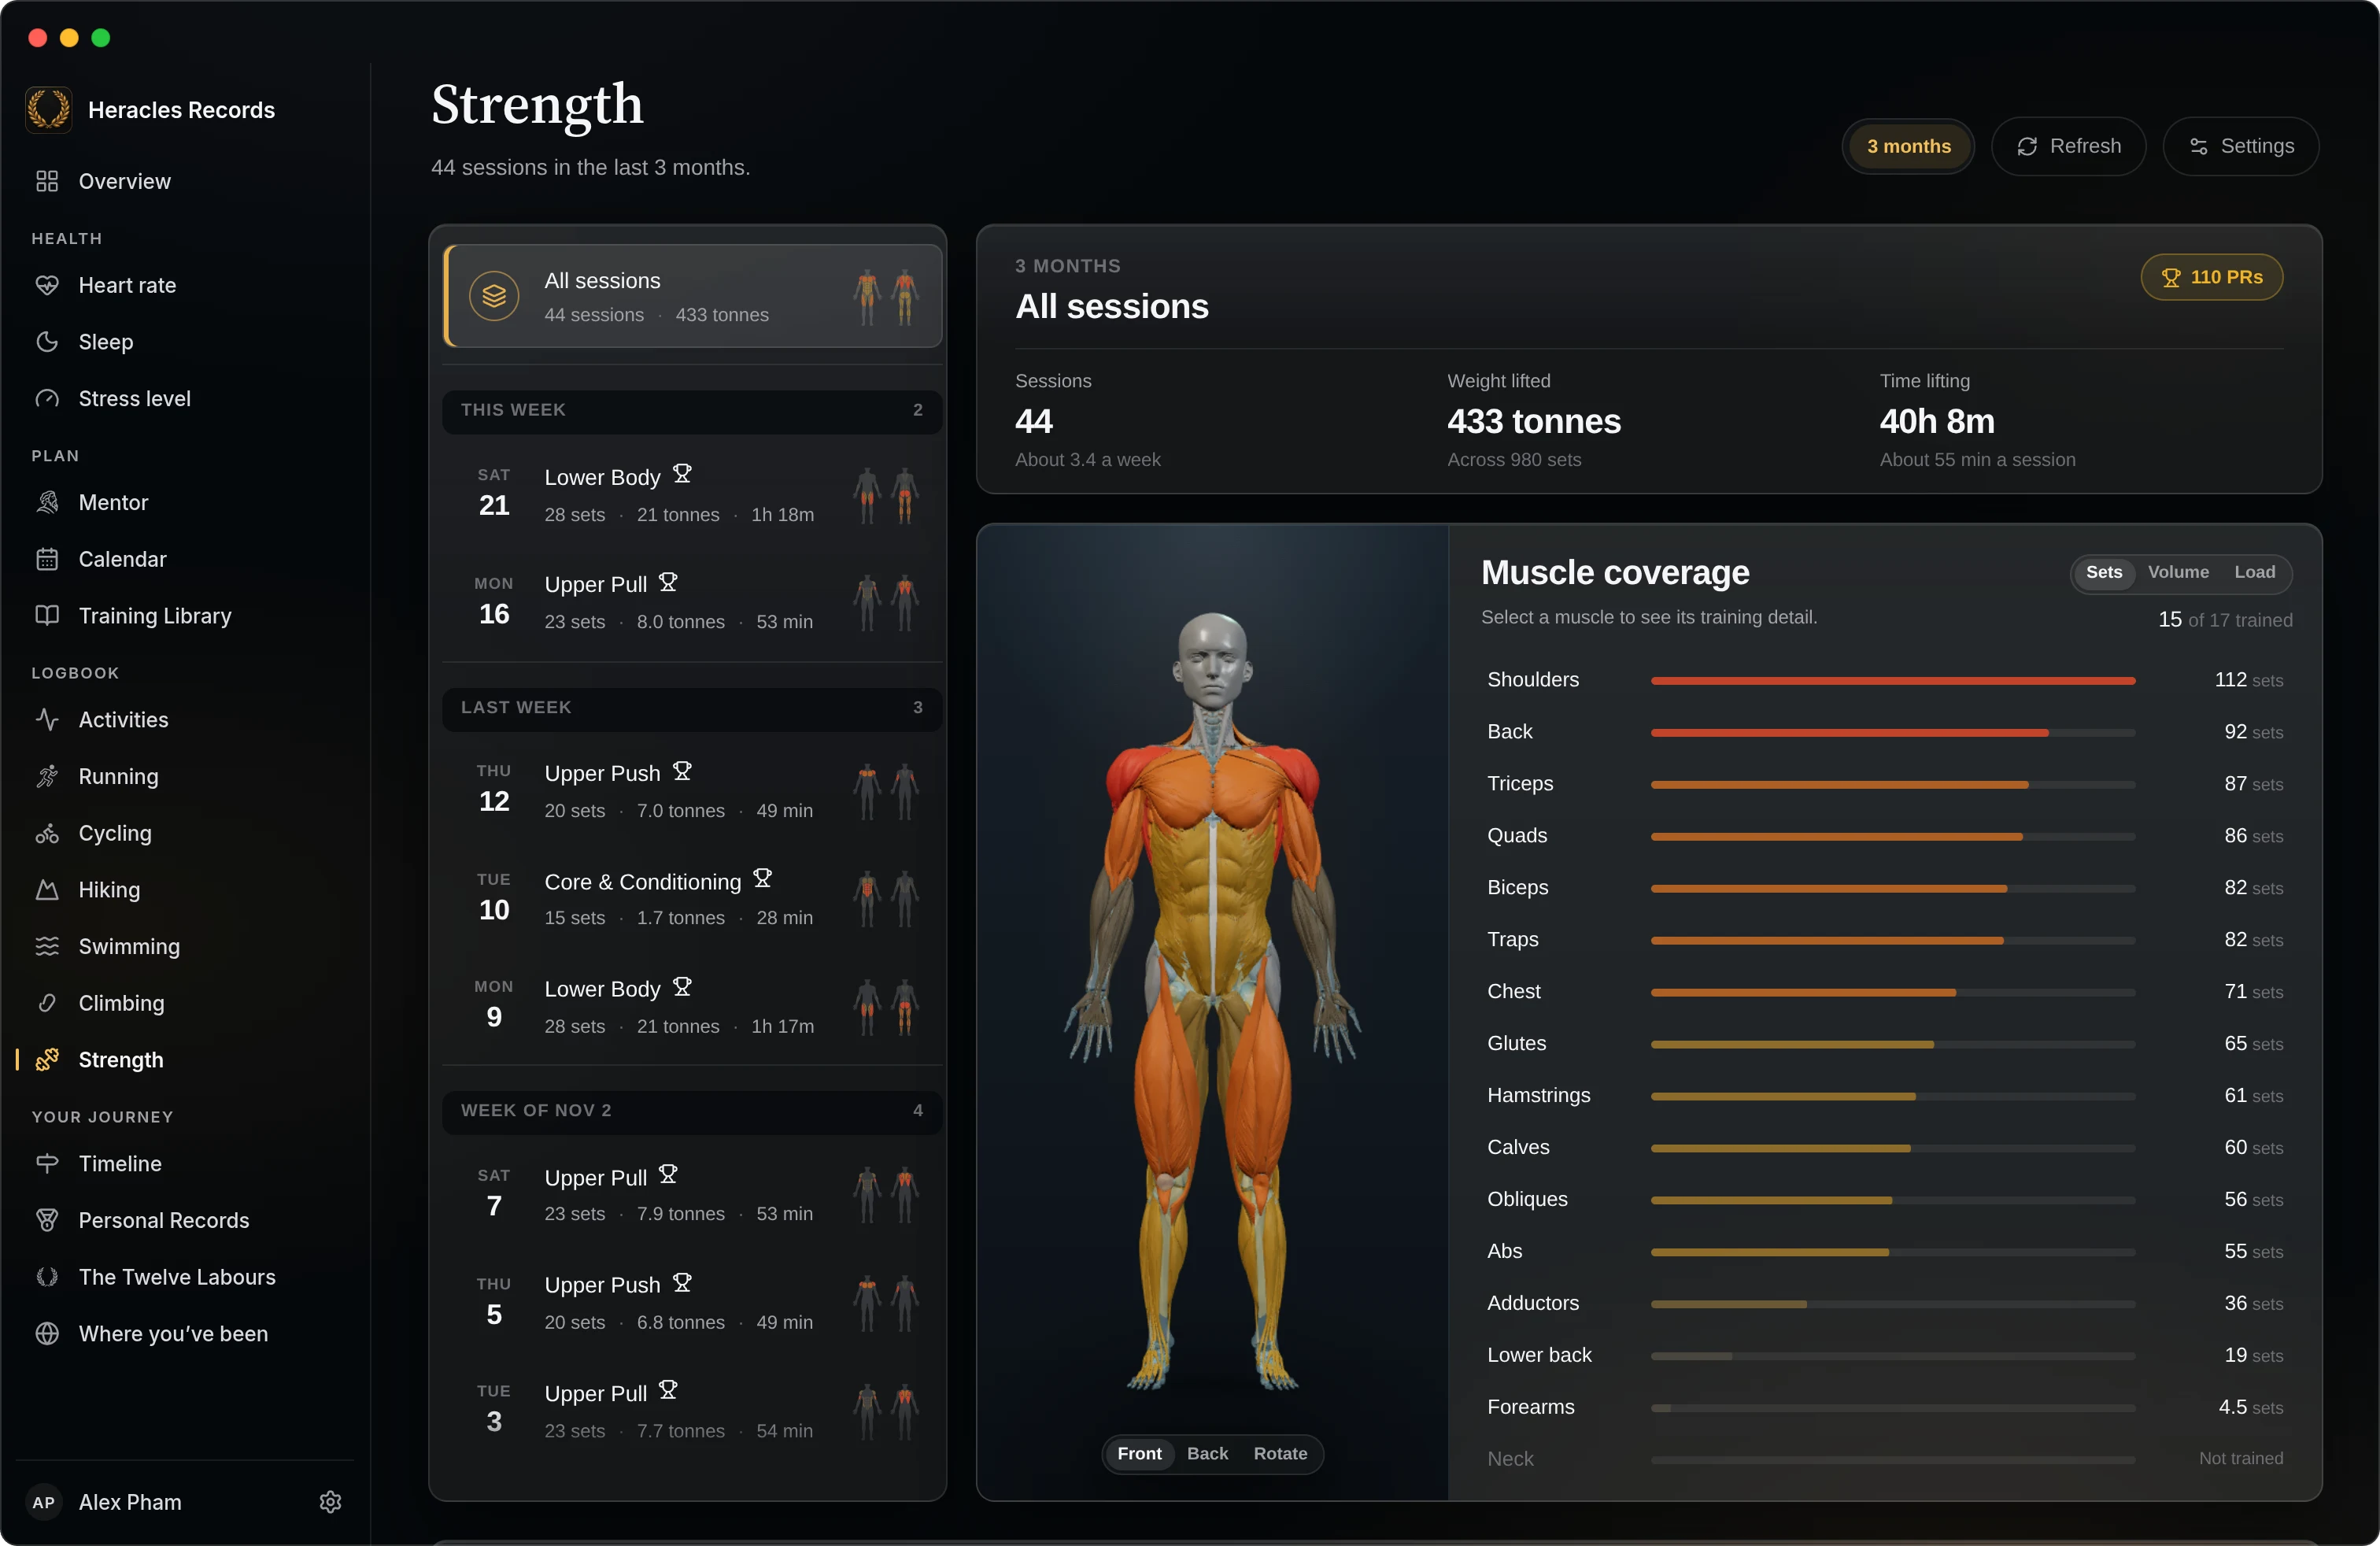 Heracles Records
Overview
HEALTH
Heart rate
Sleep
Stress level
PLAN
Mentor
Calendar
Training Library
LOGBOOK
Activities
Running
Cycling
Hiking
Swimming
Climbing
Strength
YOUR JOURNEY
Timeline
Personal Records
The Twelve Labours
Where you’ve been
AP Alex Pham
Strength
44 sessions in the last 3 months.
3 months Refresh Settings
All sessions
44 sessions · 433 tonnes
THIS WEEK 2
SAT 21 Lower Body
28 sets · 21 tonnes · 1h 18m
MON 16 Upper Pull
23 sets · 8.0 tonnes · 53 min
LAST WEEK 3
THU 12 Upper Push
20 sets · 7.0 tonnes · 49 min
TUE 10 Core & Conditioning
15 sets · 1.7 tonnes · 28 min
MON 9 Lower Body
28 sets · 21 tonnes · 1h 17m
WEEK OF NOV 2 4
SAT 7 Upper Pull
23 sets · 7.9 tonnes · 53 min
THU 5 Upper Push
20 sets · 6.8 tonnes · 49 min
TUE 3 Upper Pull
23 sets · 7.7 tonnes · 54 min
3 MONTHS
All sessions
110 PRs
Sessions
44
About 3.4 a week
Weight lifted
433 tonnes
Across 980 sets
Time lifting
40h 8m
About 55 min a session
Front Back Rotate
Muscle coverage
Sets Volume Load
Select a muscle to see its training detail.
15 of 17 trained
Shoulders 112 sets
Back 92 sets
Triceps 87 sets
Quads 86 sets
Biceps 82 sets
Traps 82 sets
Chest 71 sets
Glutes 65 sets
Hamstrings 61 sets
Calves 60 sets
Obliques 56 sets
Abs 55 sets
Adductors 36 sets
Lower back 19 sets
Forearms 4.5 sets
Neck Not trained